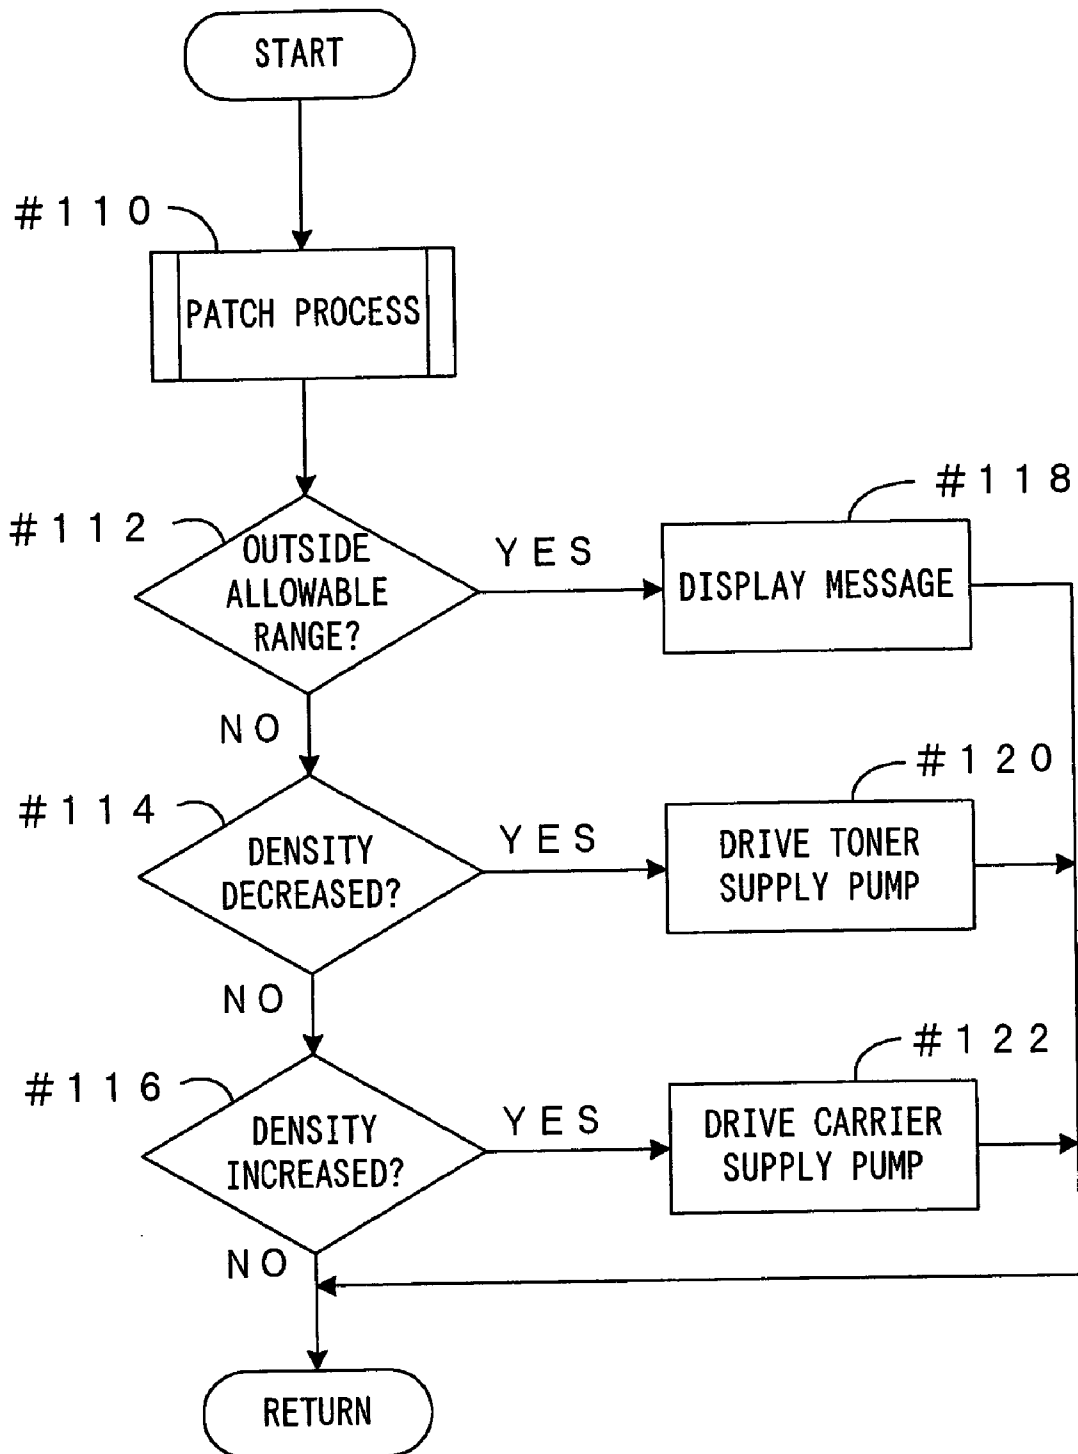 START
#110
PATCH PROCESS
#112
OUTSIDE
ALLOWABLE
RANGE?
YES
#118
DISPLAY MESSAGE
NO
#114
DENSITY
DECREASED?
YES
#120
DRIVE TONER
SUPPLY PUMP
NO
#116
DENSITY
INCREASED?
YES
#122
DRIVE CARRIER
SUPPLY PUMP
NO
RETURN